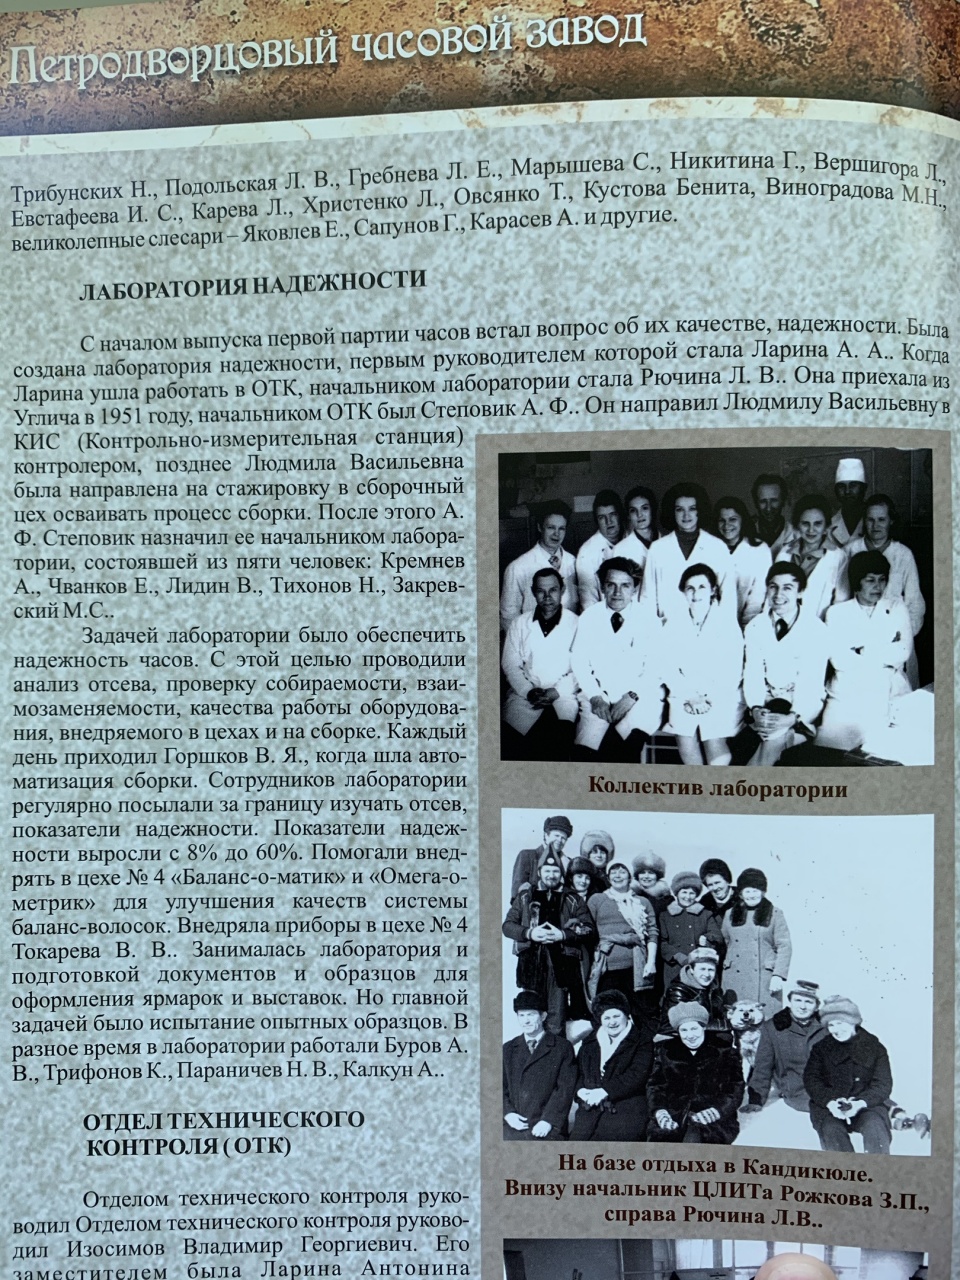 Петродворцовый часовой завод
Трибунских Н., Подольская Л. В., Гребнева Л. Е., Марышева С., Никитина Г., Вершигора Л.,
Евстафеева И. С., Карева Л., Христенко Л., Овсянко Т., Кустова Бенита, Виноградова М.Н.,
великолепные слесари – Яковлев Е., Сапунов Г., Карасев А. и другие.
ЛАБОРАТОРИЯ НАДЕЖНОСТИ
С началом выпуска первой партии часов встал вопрос об их качестве, надежности. Была
создана лаборатория надежности, первым руководителем которой стала Ларина А. А.. Когда
Ларина ушла работать в ОТК, начальником лаборатории стала Рючина Л. В.. Она приехала из
Углича в 1951 году, начальником ОТК был Степовик А. Ф.. Он направил Людмилу Васильевну в
КИС (Контрольно-измерительная станция)
контролером, позднее Людмила Васильевна
была направлена на стажировку в сборочный
цех осваивать процесс сборки. После этого А.
Ф. Степовик назначил ее начальником лабора-
тории, состоявшей из пяти человек: Кремнев
А., Чванков Е., Лидин В., Тихонов Н., Закрев-
ский М.С..
Задачей лаборатории было обеспечить
надежность часов. С этой целью проводили
анализ отсева, проверку собираемости, взаи-
мозаменяемости, качества работы оборудова-
ния, внедряемого в цехах и на сборке. Каждый
день приходил Горшков В. Я., когда шла авто-
матизация сборки. Сотрудников лаборатории
регулярно посылали за границу изучать отсев,
показатели надежности. Показатели надеж-
ности выросли с 8% до 60%. Помогали внед-
рять в цехе № 4 «Баланс-о-матик» и «Омега-о-
метрик» для улучшения качеств системы
баланс-волосок. Внедряла приборы в цехе № 4
Токарева В. В.. Занималась лаборатория и
подготовкой документов и образцов для
оформления ярмарок и выставок. Но главной
задачей было испытание опытных образцов. В
разное время в лаборатории работали Буров А.
В., Трифонов К., Параничев Н. В., Калкун А..
ОТДЕЛ ТЕХНИЧЕСКОГО
КОНТРОЛЯ ( ОТК)
Отделом технического контроля руко-
водил Отделом технического контроля руково-
дил Изосимов Владимир Георгиевич. Его
заместителем была Ларина Антонина
Коллектив лаборатории
На базе отдыха в Кандикюле.
Внизу начальник ЦЛИТа Рожкова З.П.,
справа Рючина Л.В..